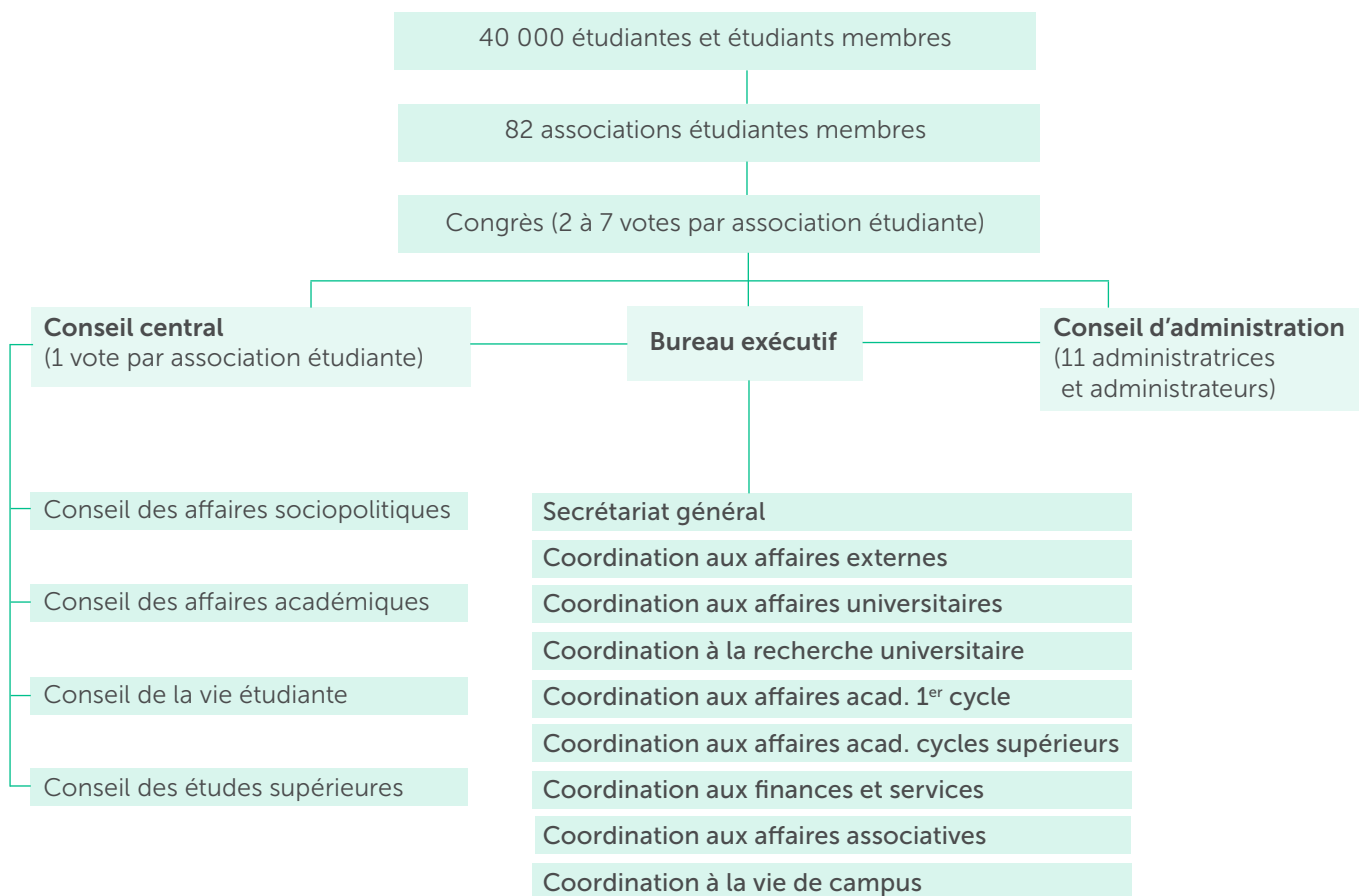 40 000 étudiantes et étudiants membres
82 associations étudiantes membres
Congrès (2 à 7 votes par association étudiante)
Conseil central
(1 vote par association étudiante)
Bureau exécutif
Conseil d’administration
(11 administratrices
et administrateurs)
Conseil des affaires sociopolitiques
Conseil des affaires académiques
Conseil de la vie étudiante
Conseil des études supérieures
Secrétariat général
Coordination aux affaires externes
Coordination aux affaires universitaires
Coordination à la recherche universitaire
Coordination aux affaires acad. 1er cycle
Coordination aux affaires acad. cycles supérieurs
Coordination aux finances et services
Coordination aux affaires associatives
Coordination à la vie de campus